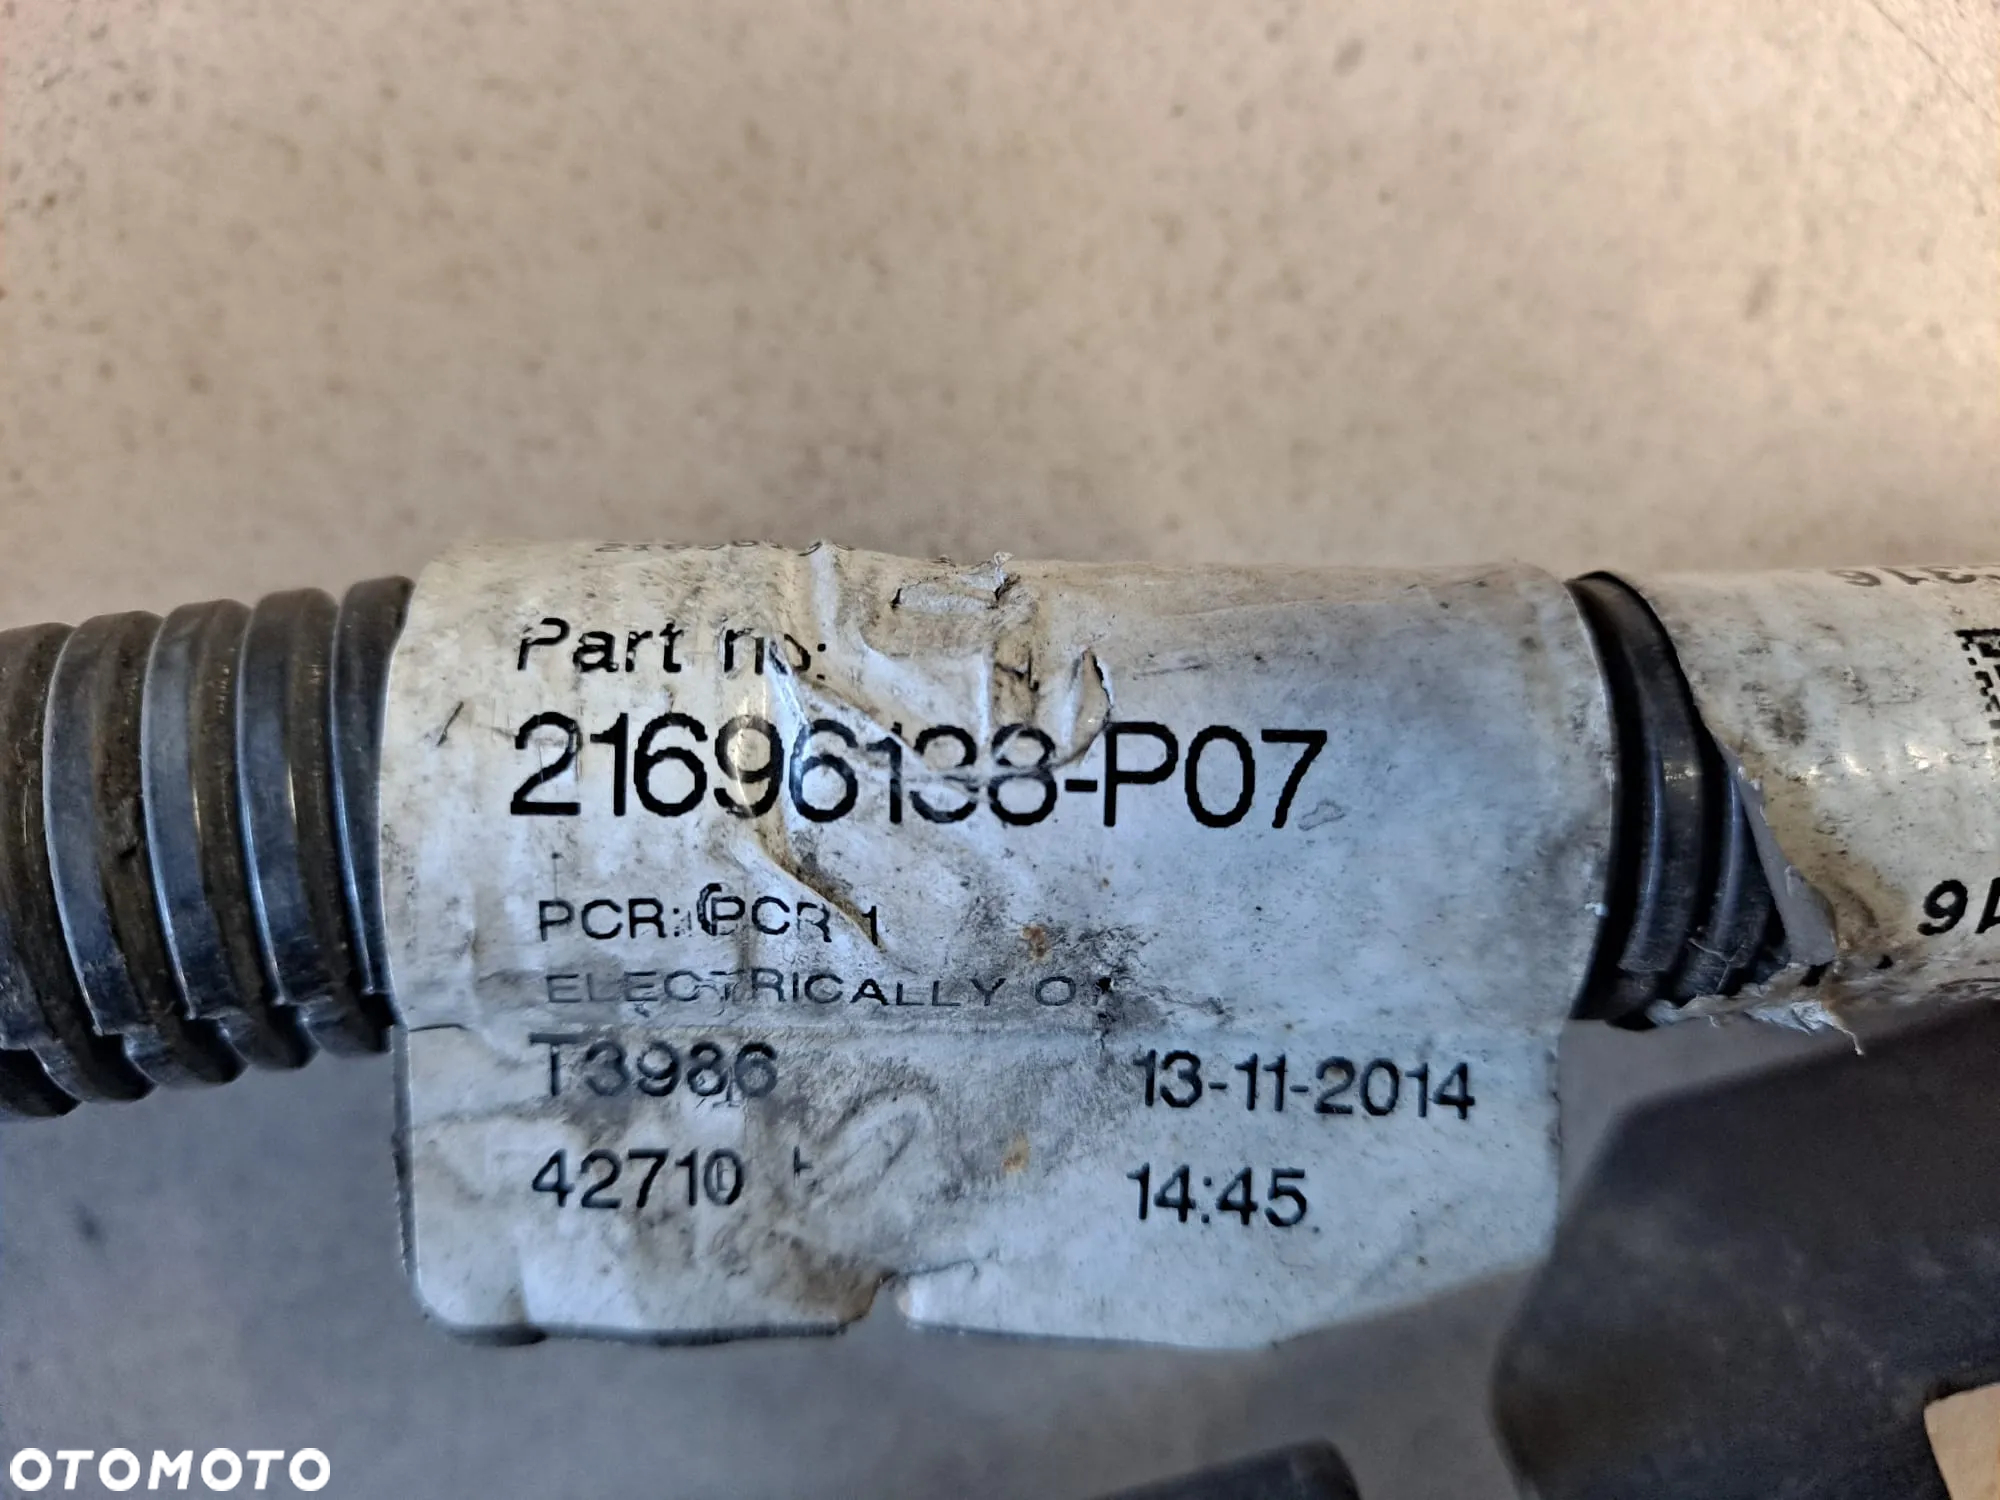 Part no:
21696138-P07
PCR: PCR 1
ELECTRICALLY
T3986 13-11-2014
42710 14:45
OTOMOTO